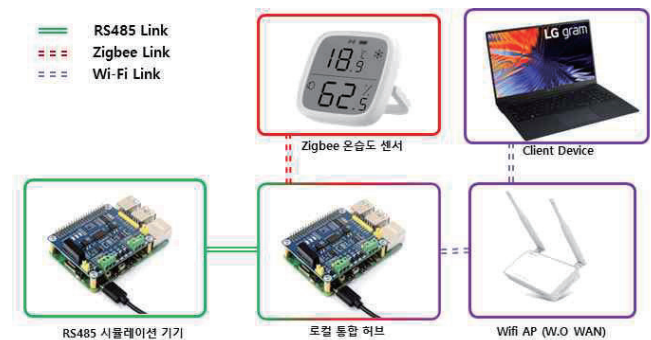 RS485 Link
Zigbee Link
Wi-Fi Link
18.9 ℃
62.5 %
LG gram
Zigbee 온습도 센서
Client Device
RS485 시뮬레이션 기기
로컬 통합 허브
Wifi AP (W.O WAN)